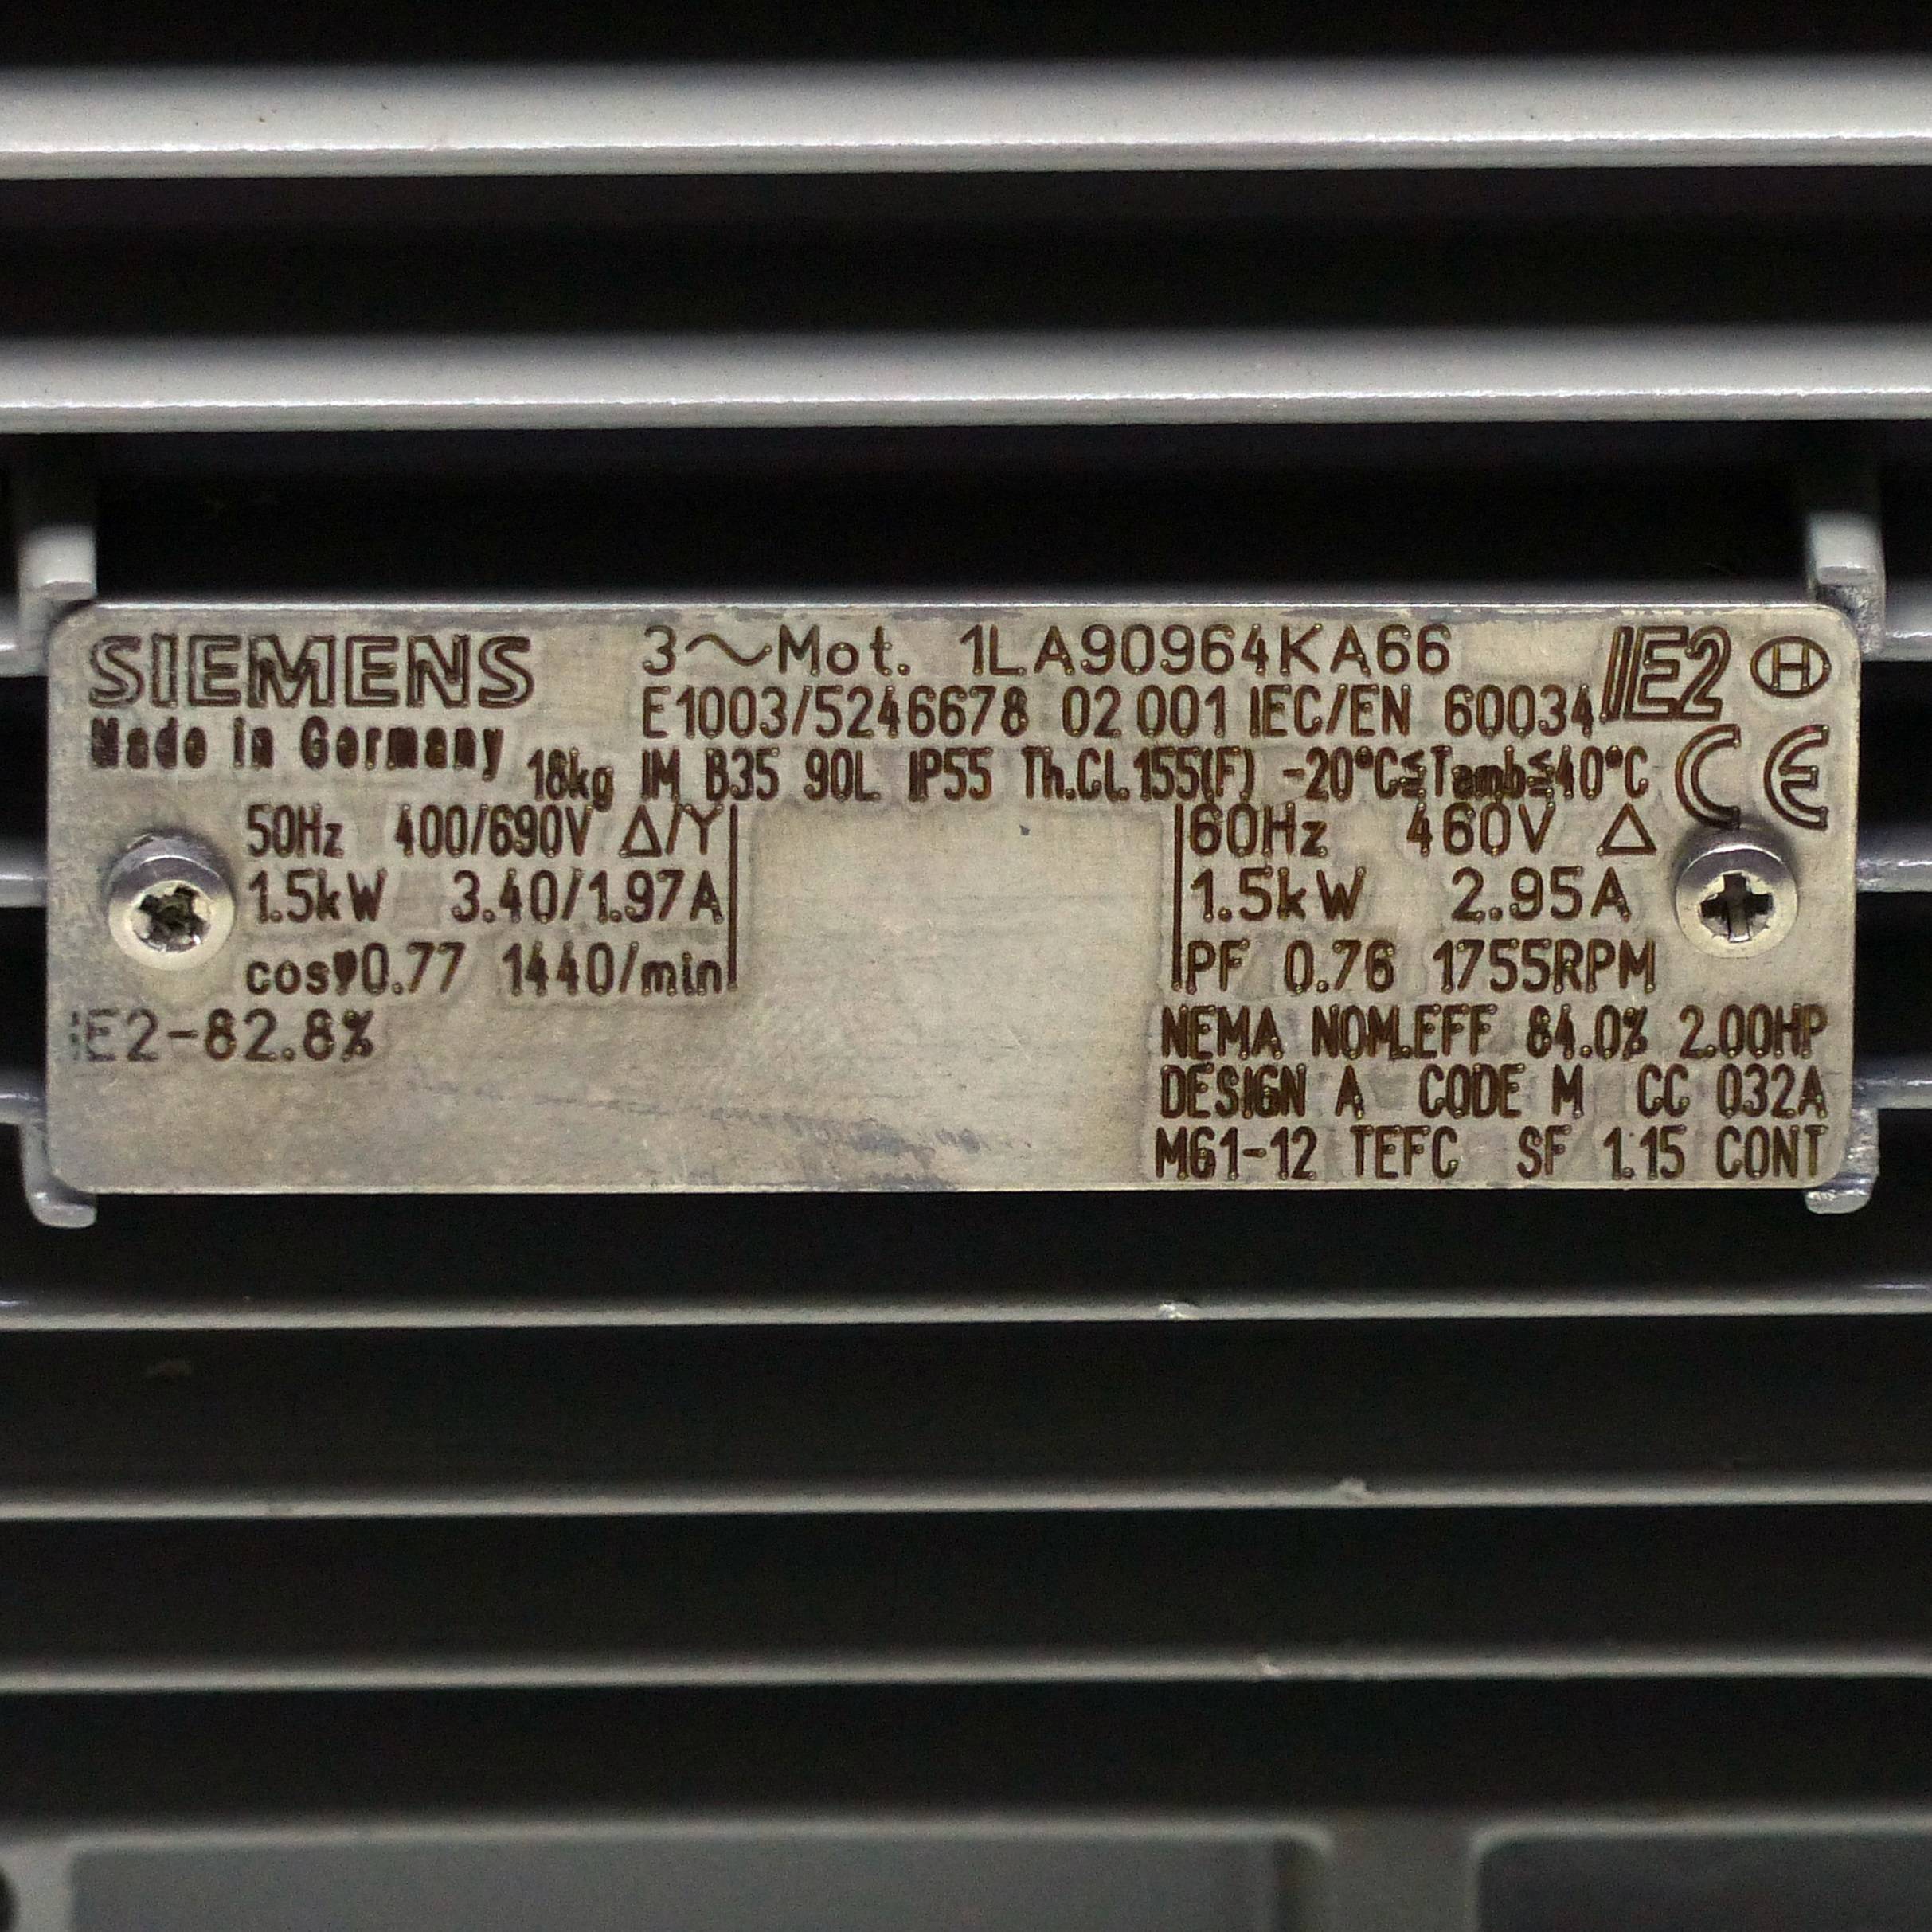 SIEMENS
3~Mot. 1LA90964KA66
IE2 H
E1003/5246678 02 001 IEC/EN 60034
Made in Germany
18kg IM B35 90L IP55 Th.Cl.155(F) -20°C≤Tamb≤40°C
CE
50Hz 400/690V Δ/Y
1.5kW 3.40/1.97A
cosφ0.77 1440/min
IE2-82.8%
60Hz 460V Δ
1.5kW 2.95A
PF 0.76 1755RPM
NEMA NOM.EFF 84.0% 2.00HP
DESIGN A CODE M CC 032A
MG1-12 TEFC SF 1.15 CONT